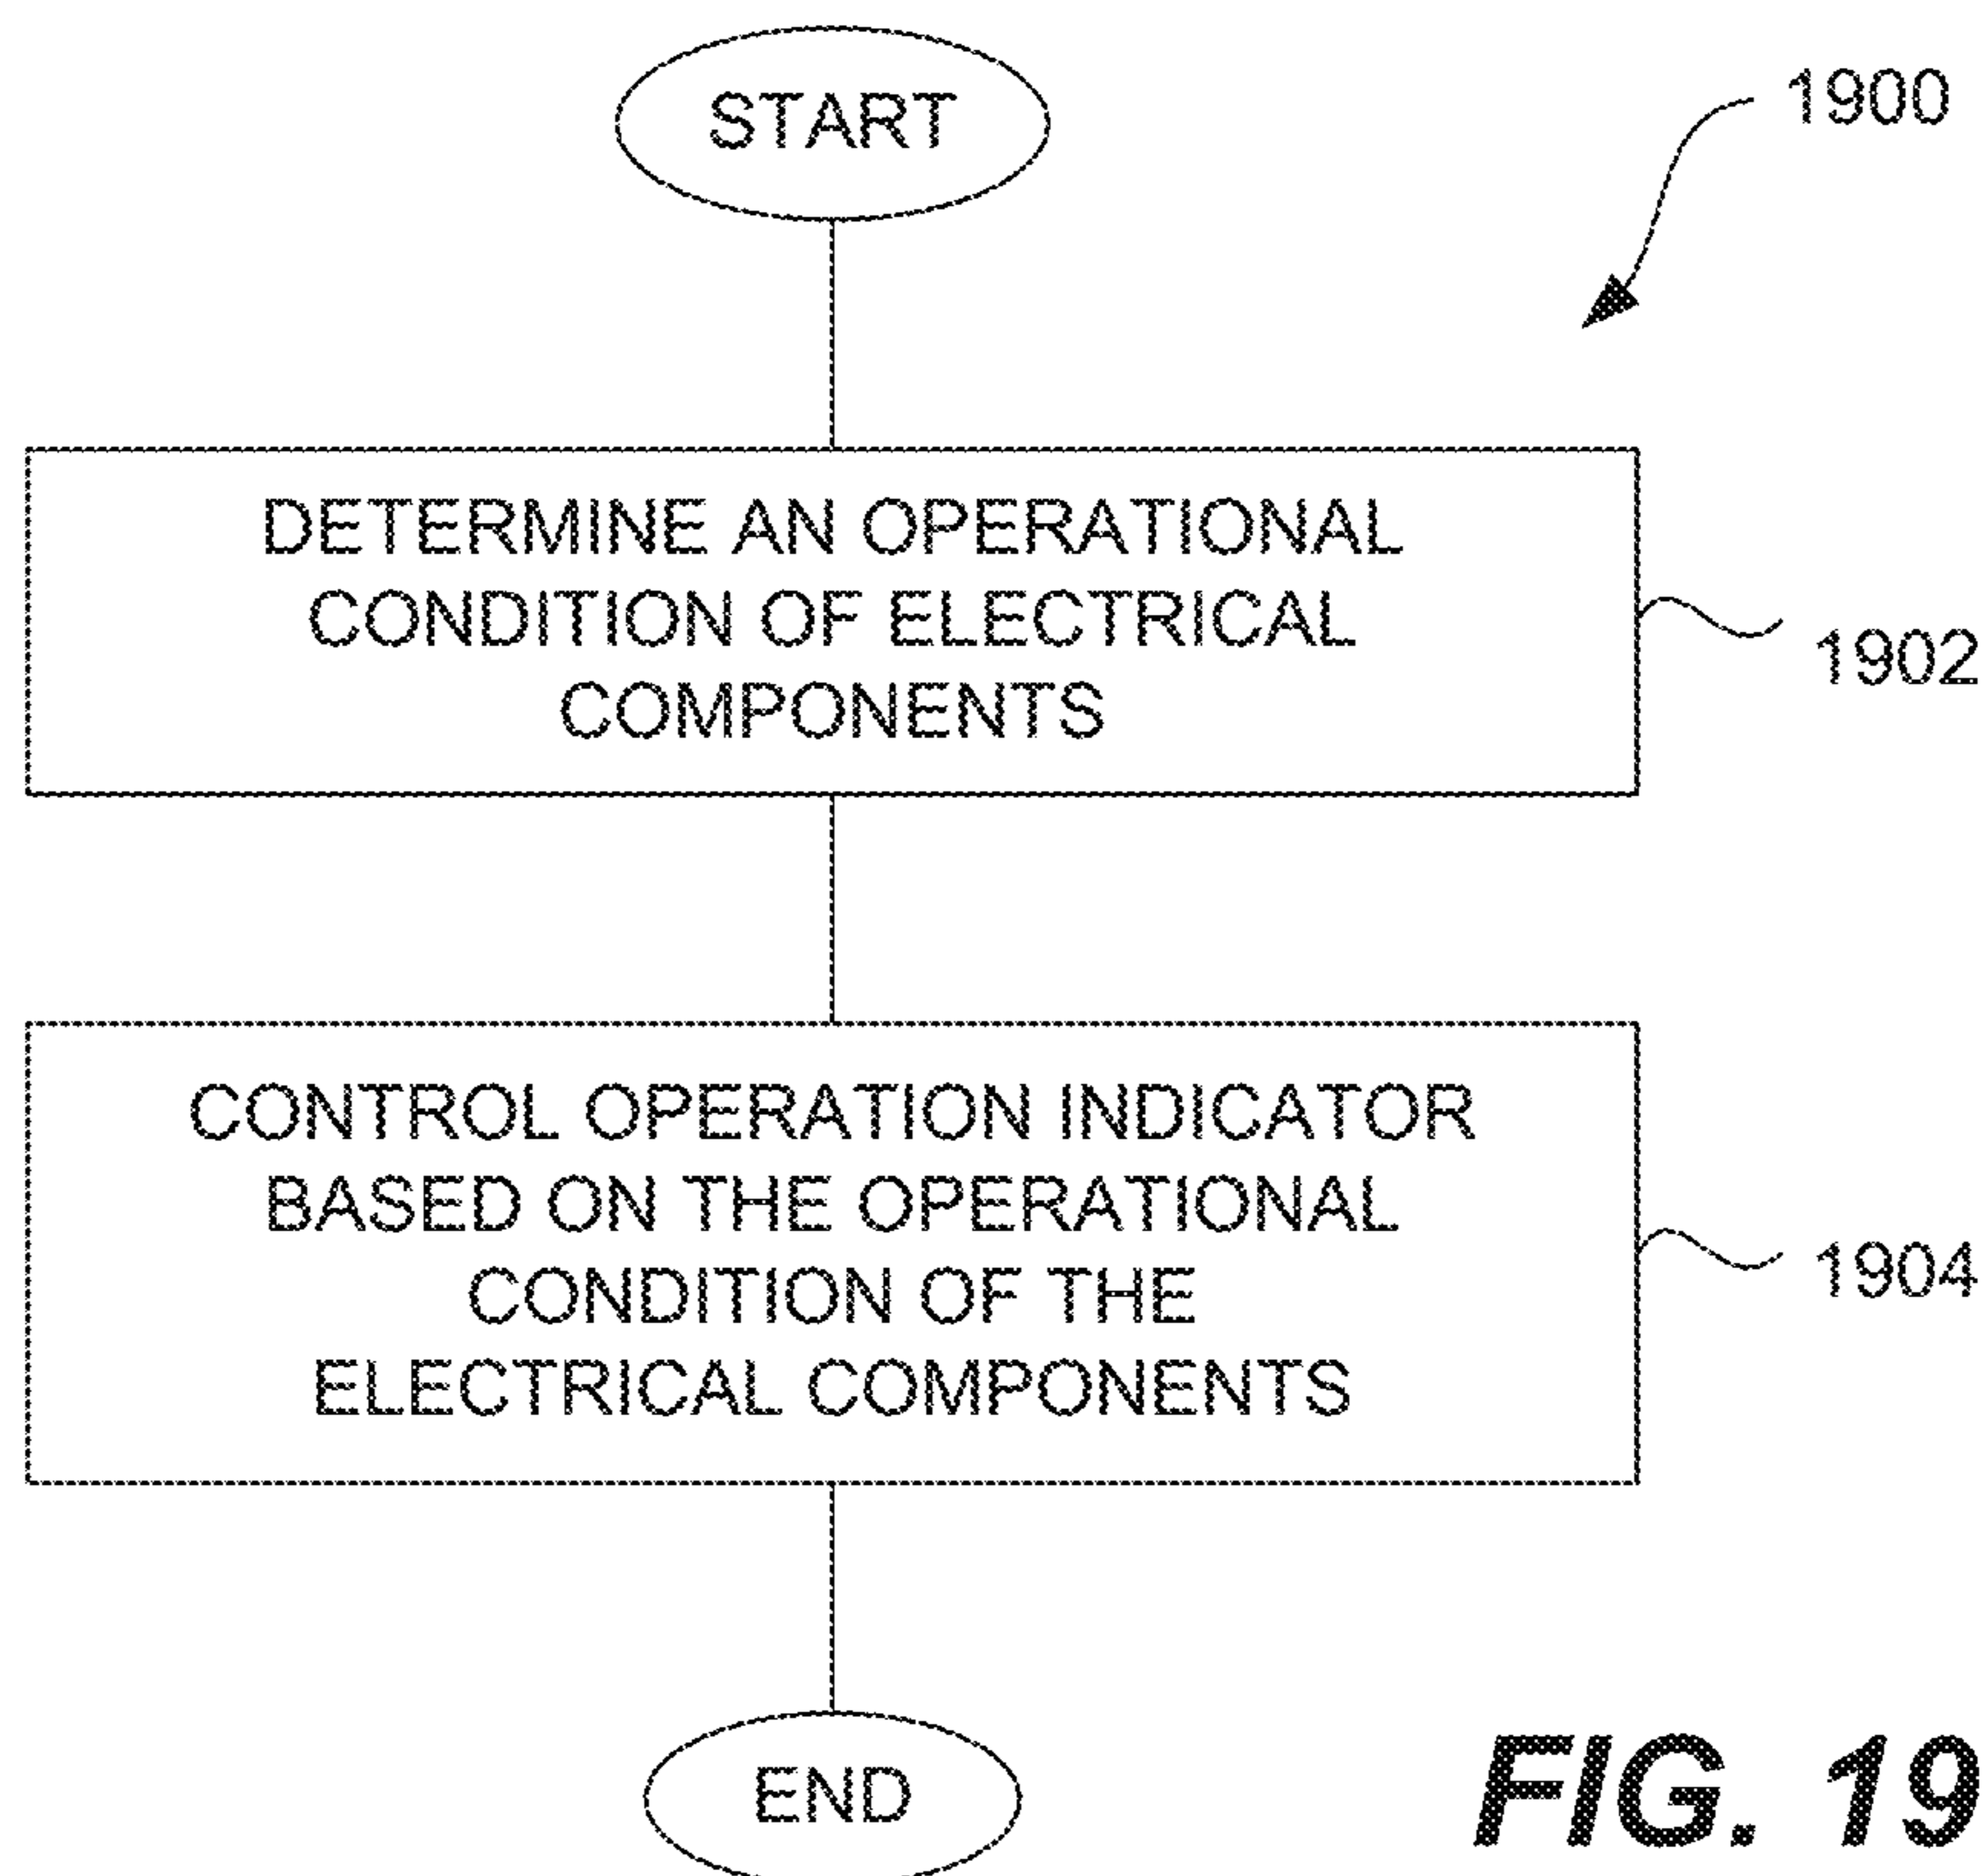 START
1900
DETERMINE AN OPERATIONAL
CONDITION OF ELECTRICAL
COMPONENTS
1902
CONTROL OPERATION INDICATOR
BASED ON THE OPERATIONAL
CONDITION OF THE
ELECTRICAL COMPONENTS
1904
END
FIG. 19